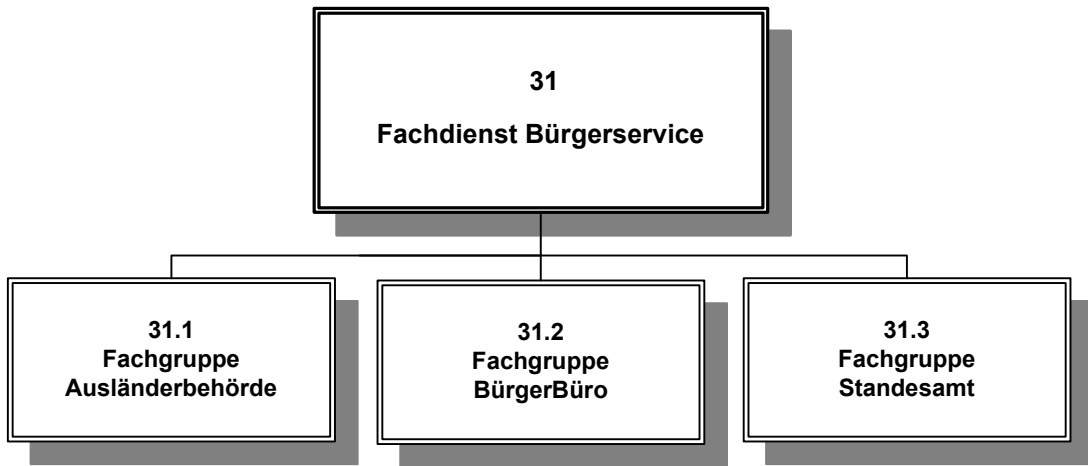 31
Fachdienst Bürgerservice
31.1
Fachgruppe
Ausländerbehörde
31.2
Fachgruppe
BürgerBüro
31.3
Fachgruppe
Standesamt